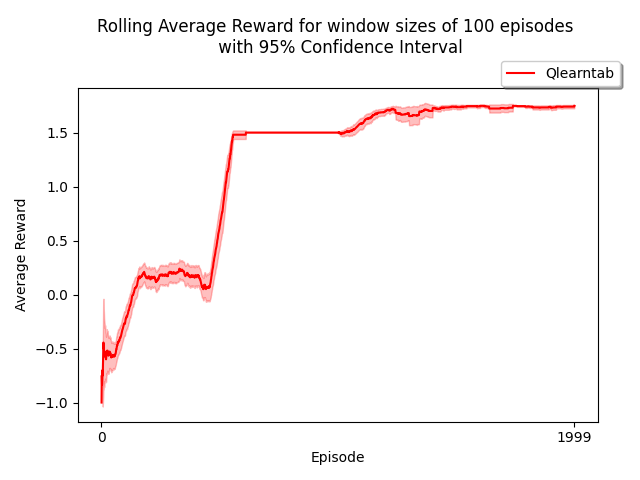 Rolling Average Reward for window sizes of 100 episodes
with 95% Confidence Interval
Qlearntab
1.5
1.0
0.5
0.0
−0.5
−1.0
Average Reward
0
1999
Episode